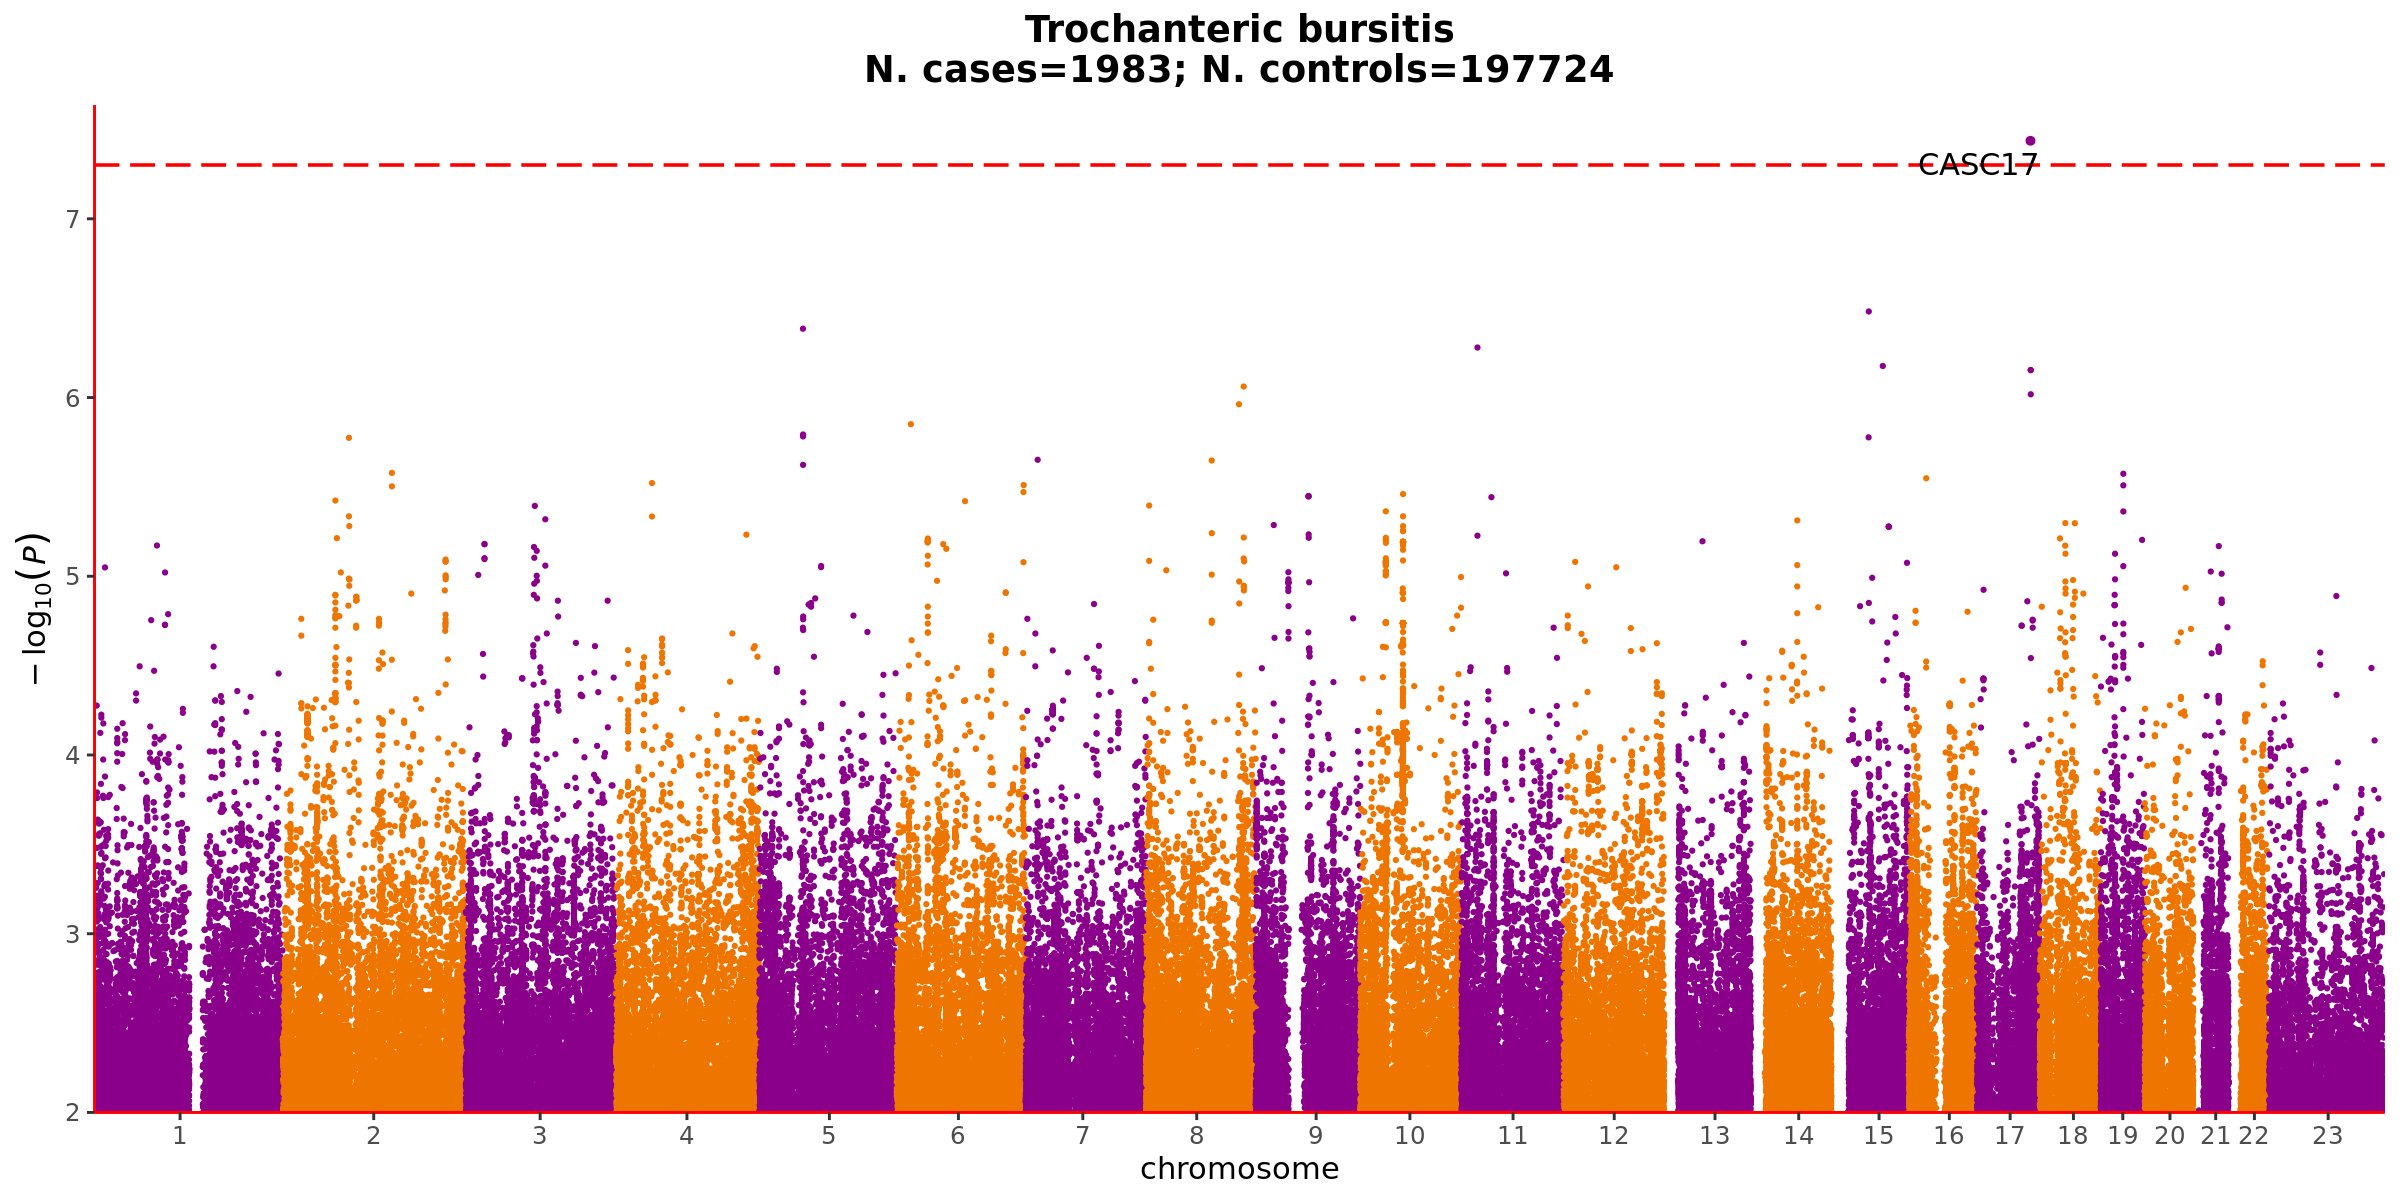 Trochanteric bursitis
N. cases=1983; N. controls=197724
CASC17
7
6
5
4
3
2
− log10(P)
1 2 3 4 5 6 7 8 9 10 11 12 13 14 15 16 17 18 19 20 21 22 23
chromosome